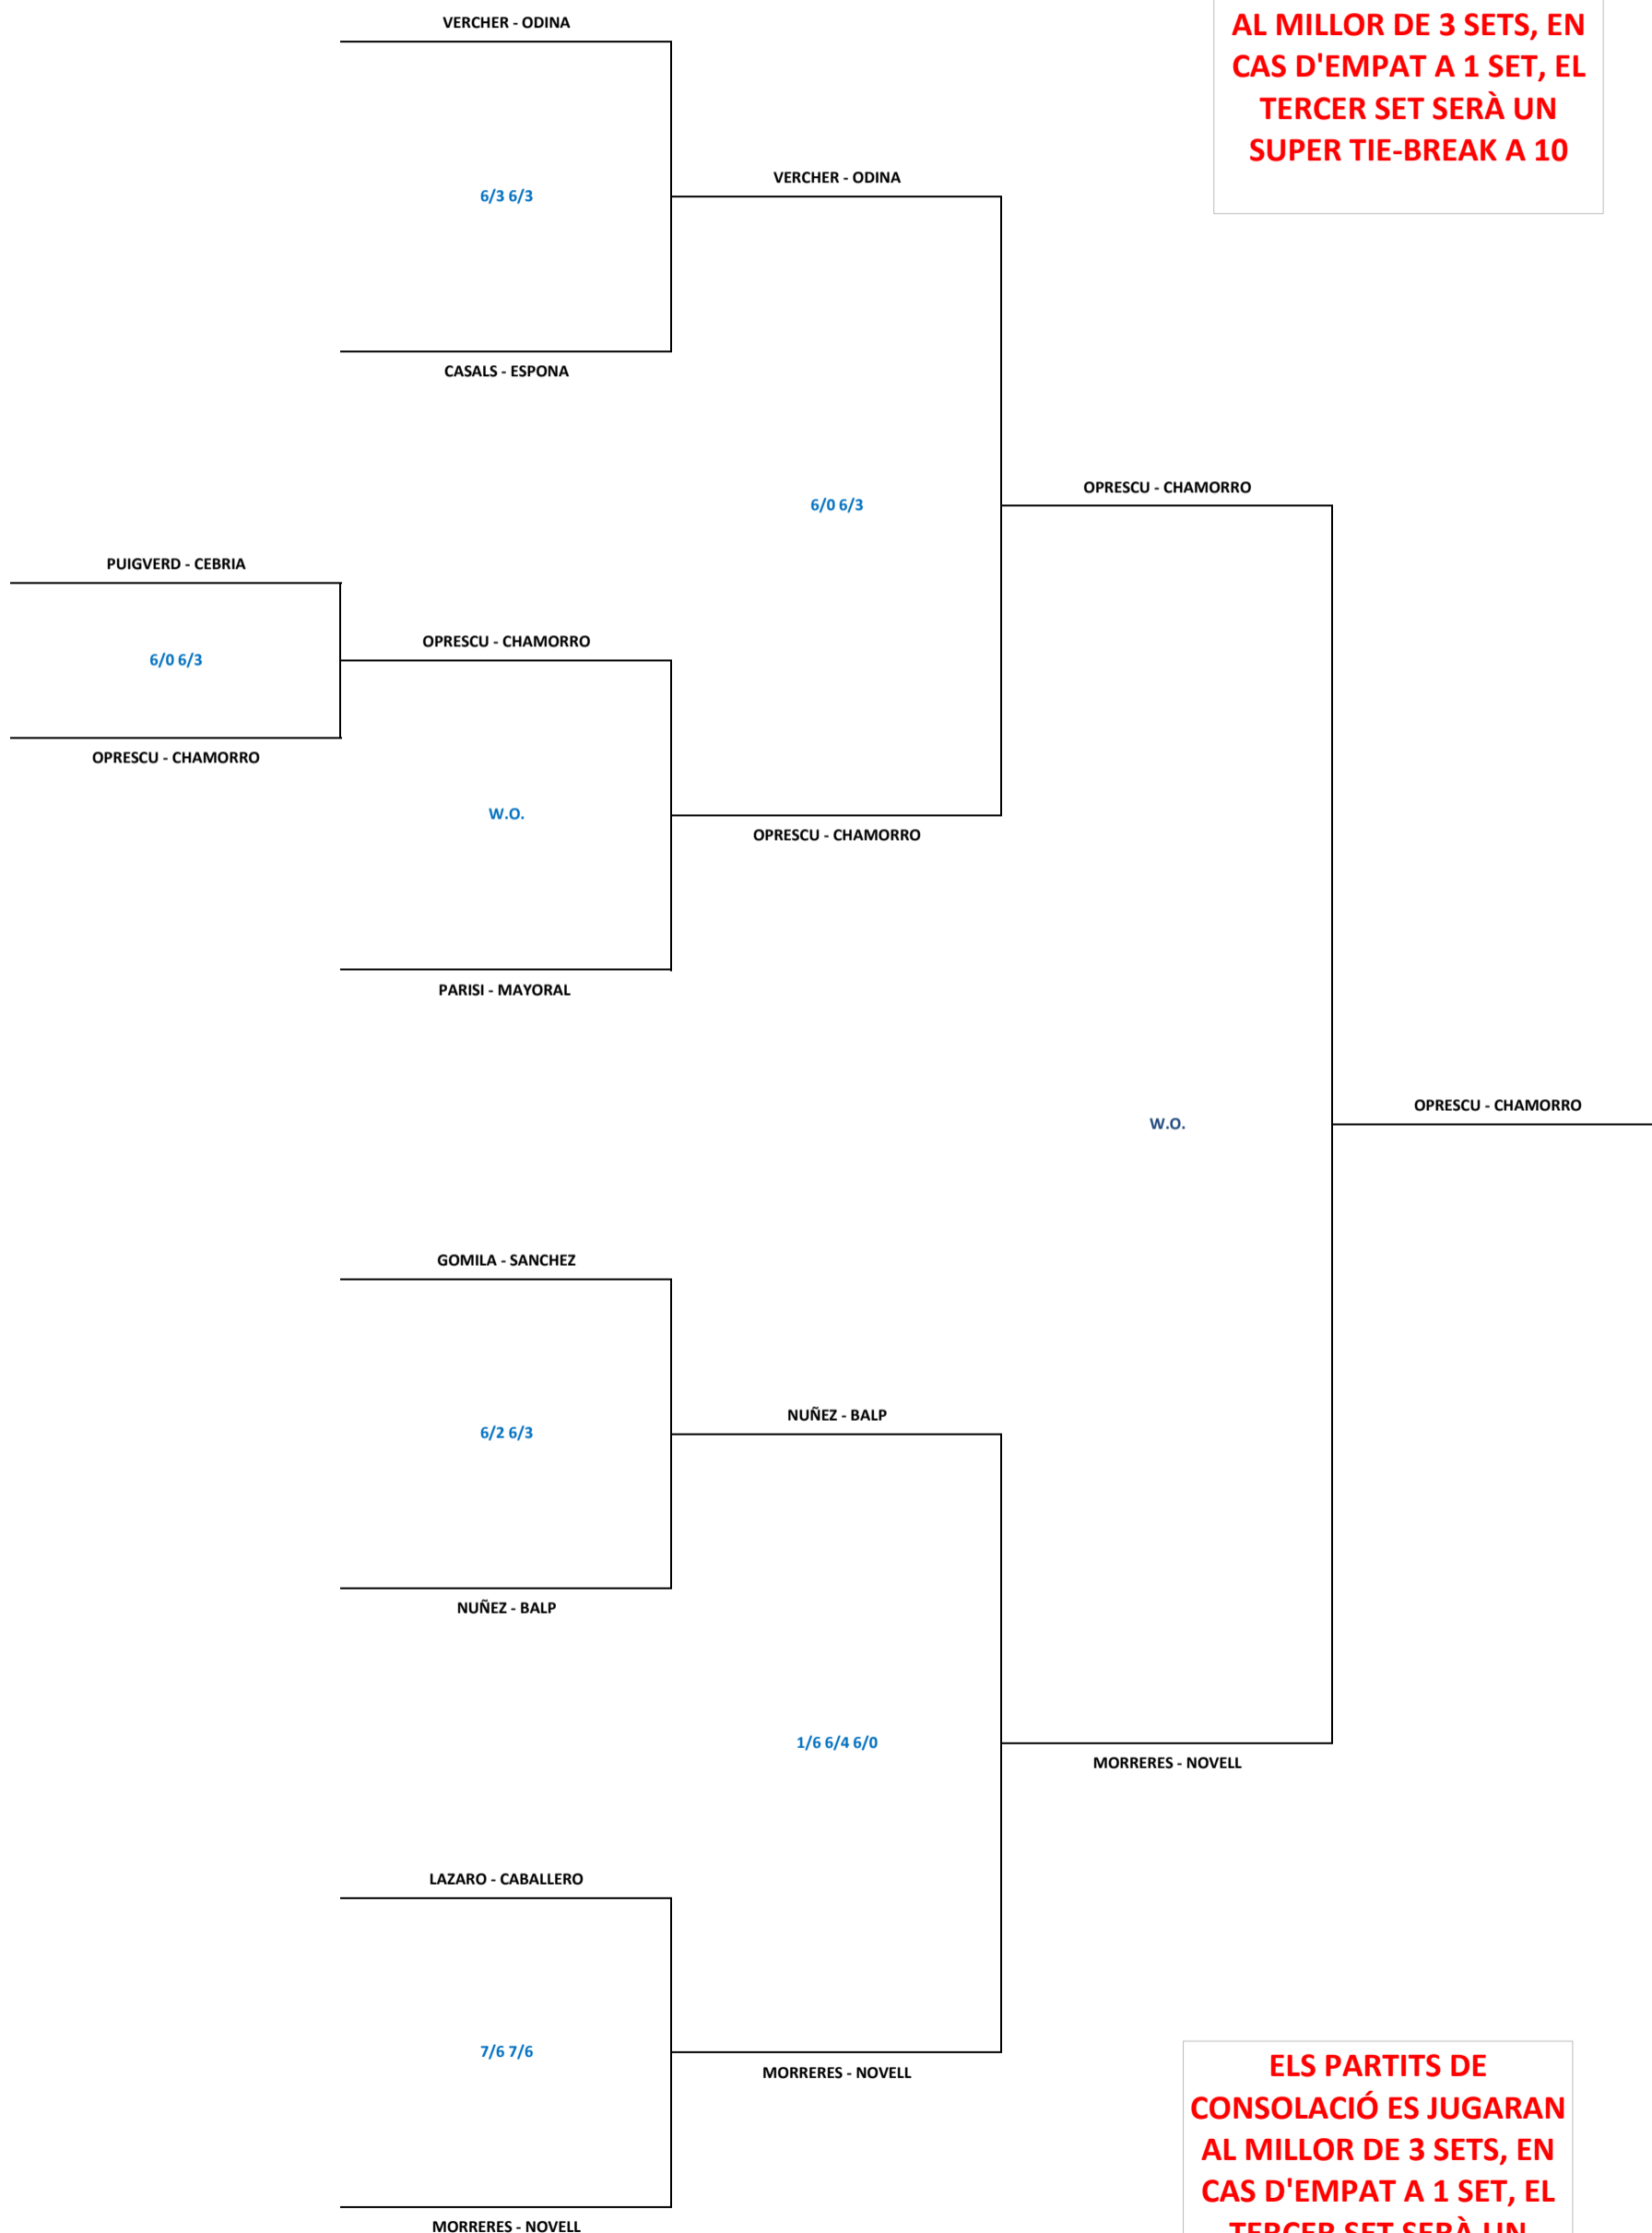 VERCHER - ODINA
AL MILLOR DE 3 SETS, EN
CAS D'EMPAT A 1 SET, EL
TERCER SET SERÀ UN
SUPER TIE-BREAK A 10
VERCHER - ODINA
6/3 6/3
CASALS - ESPONA
OPRESCU - CHAMORRO
6/0 6/3
PUIGVERD - CEBRIA
OPRESCU - CHAMORRO
6/0 6/3
OPRESCU - CHAMORRO
W.O.
OPRESCU - CHAMORRO
PARISI - MAYORAL
OPRESCU - CHAMORRO
W.O.
GOMILA - SANCHEZ
NUÑEZ - BALP
6/2 6/3
NUÑEZ - BALP
1/6 6/4 6/0
MORRERES - NOVELL
LAZARO - CABALLERO
7/6 7/6
MORRERES - NOVELL
ELS PARTITS DE
CONSOLACIÓ ES JUGARAN
AL MILLOR DE 3 SETS, EN
CAS D'EMPAT A 1 SET, EL
TERCER SET SERÀ UN
MORRERES - NOVELL